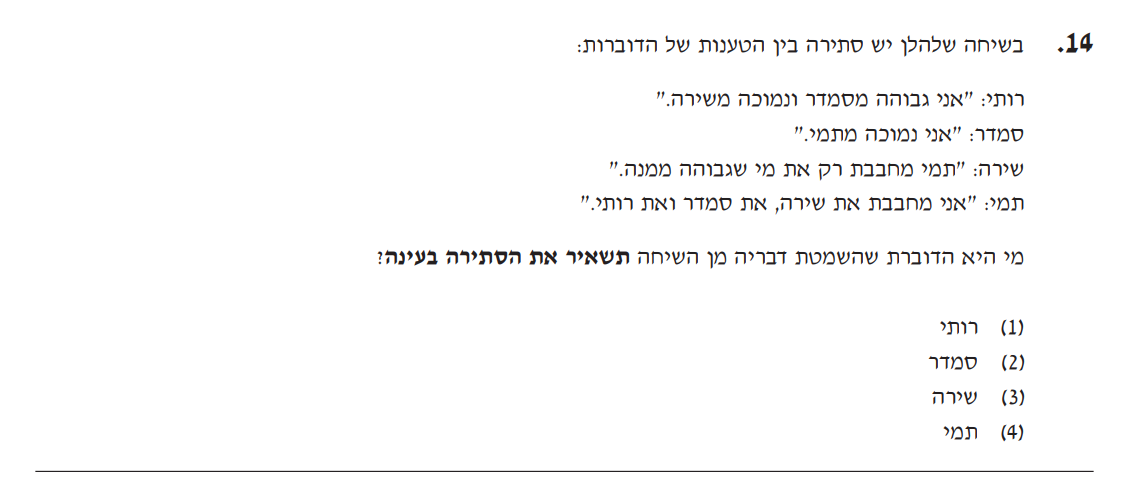 14. בשיחה שלהלן יש סתירה בין הטענות של הדוברות:
רותי: "אני גבוהה מסמדר ונמוכה משירה."
סמדר: "אני נמוכה מתמי."
שירה: "תמי מחבבת רק את מי שגבוהה ממנה."
תמי: "אני מחבבת את שירה, את סמדר ואת רותי."
מי היא הדוברת שהשמטת דבריה מן השיחה תשאיר את הסתירה בעינה?
(1) רותי
(2) סמדר
(3) שירה
(4) תמי